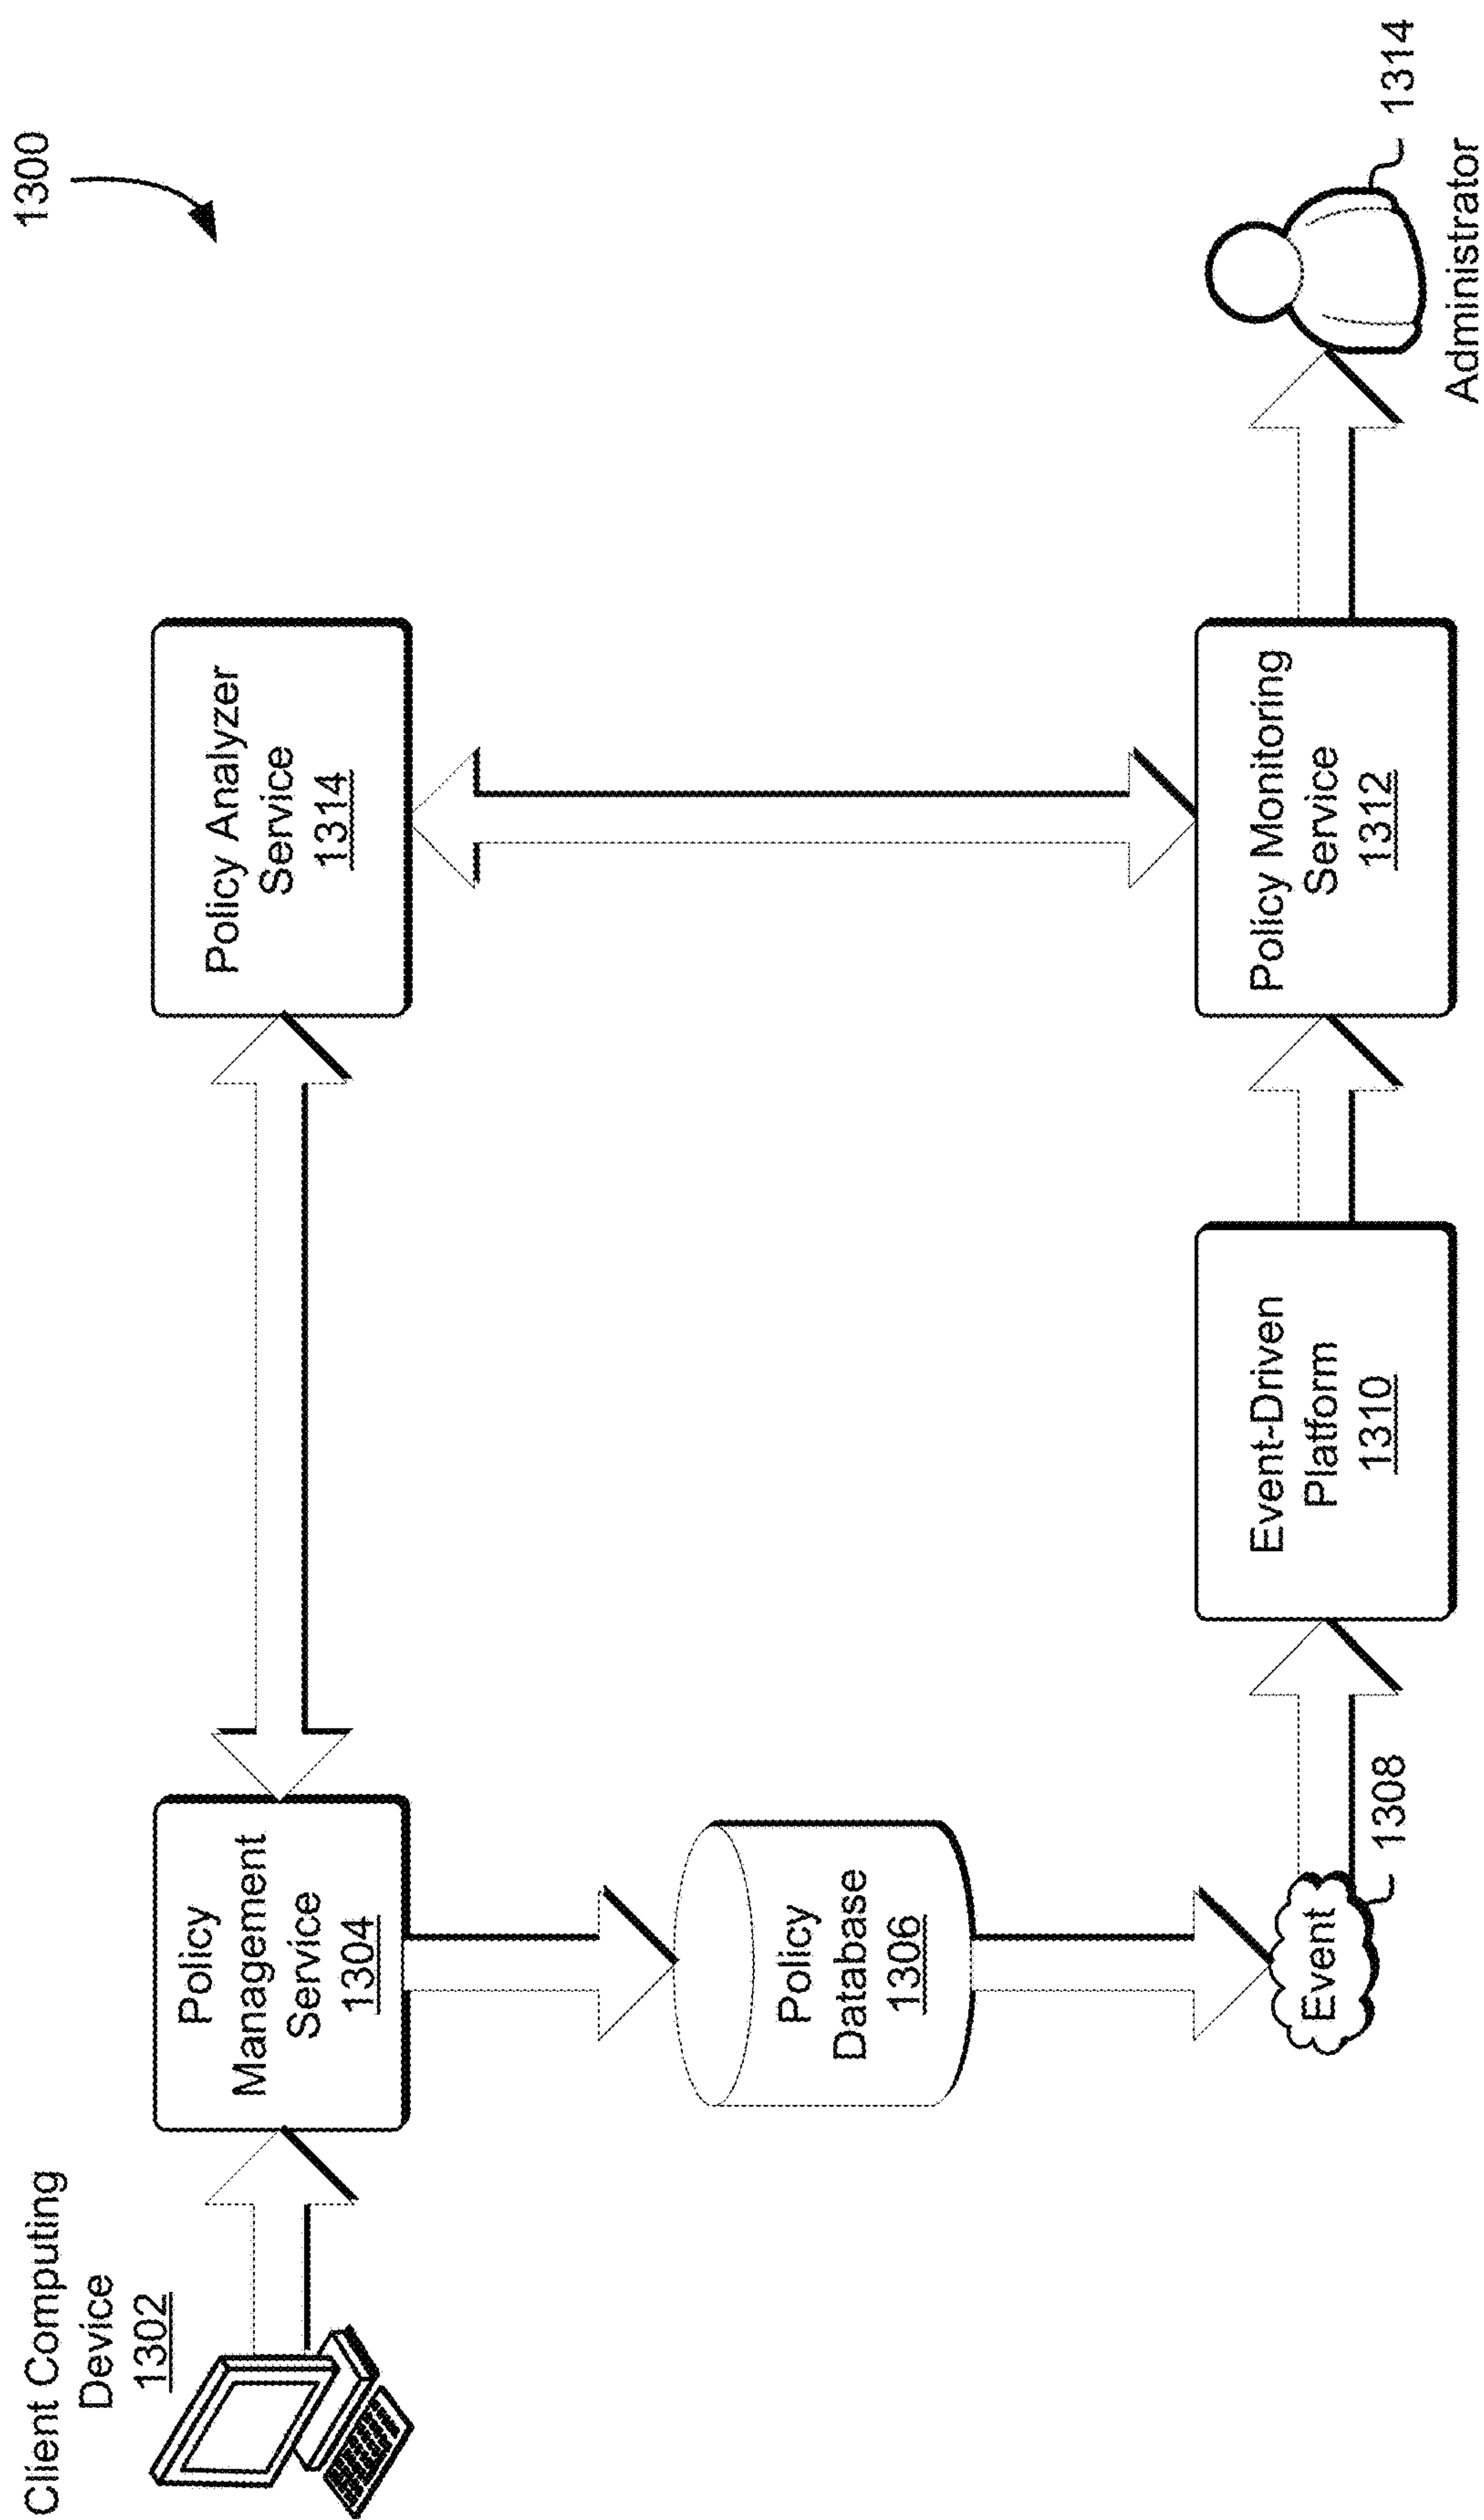 1300
Client Computing
Device
1302
Policy
Management
Service
1304
Policy Analyzer
Service
1314
Policy
Database
1306
Event
1308
Event-Driven
Platform
1310
Policy Monitoring
Service
1312
1314
Administrator